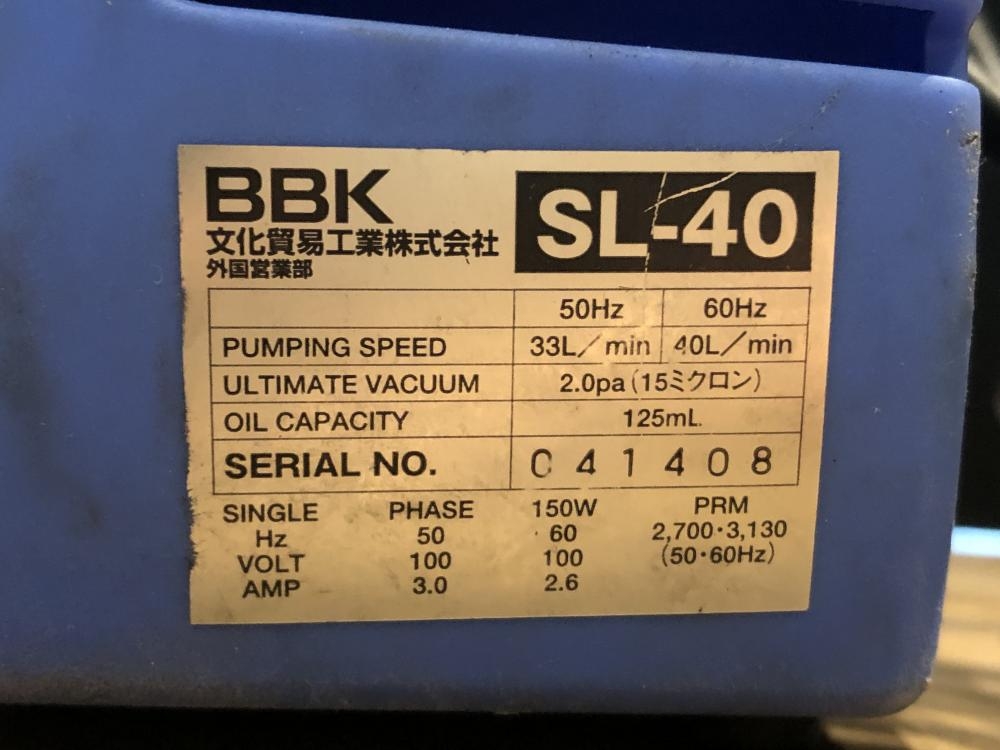 BBK
文化貿易工業株式会社
外国営業部
SL-40
50Hz 60Hz
PUMPING SPEED 33L/min 40L/min
ULTIMATE VACUUM 2.0pa(15ミクロン)
OIL CAPACITY 125mL
SERIAL NO. 041408
SINGLE PHASE 150W PRM
Hz 50 60 2,700・3,130
VOLT 100 100 (50・60Hz)
AMP 3.0 2.6